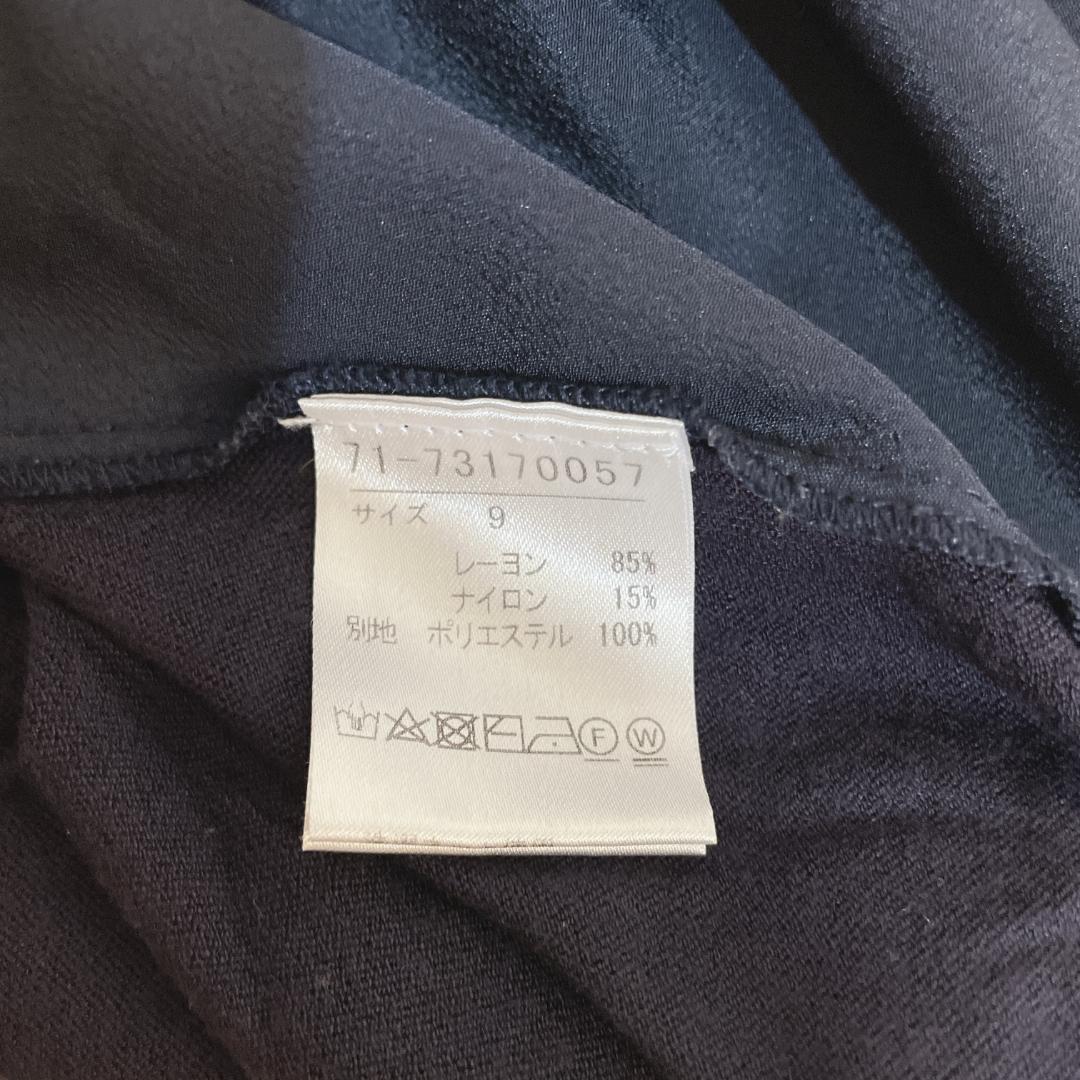 71-73170057
サイズ 9
レーヨン 85%
ナイロン 15%
別地 ポリエステル 100%
F W